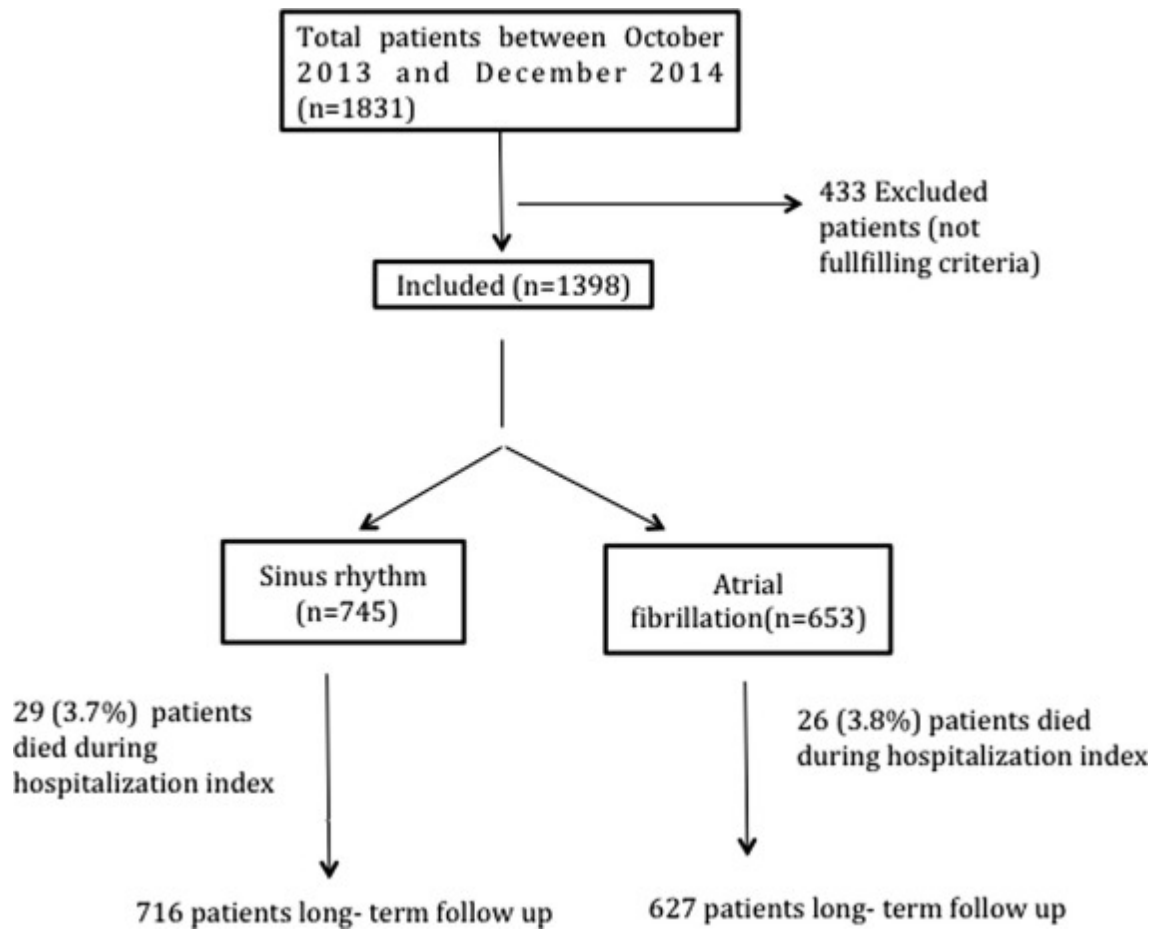 Total patients between October
2013 and December 2014
(n=1831)
433 Excluded
patients (not
fullfilling criteria)
Included (n=1398)
Sinus rhythm
(n=745)
Atrial
fibrillation(n=653)
29 (3.7%) patients
died during
hospitalization index
26 (3.8%) patients died
during hospitalization index
716 patients long- term follow up
627 patients long- term follow up